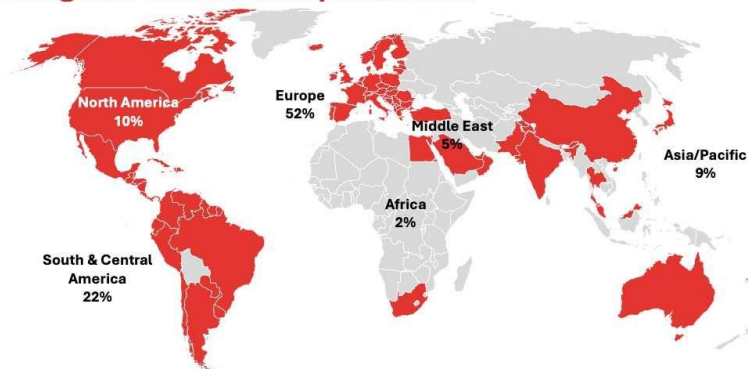 North America
10%
Europe
52%
Middle East
5%
Asia/Pacific
9%
Africa
2%
South & Central
America
22%